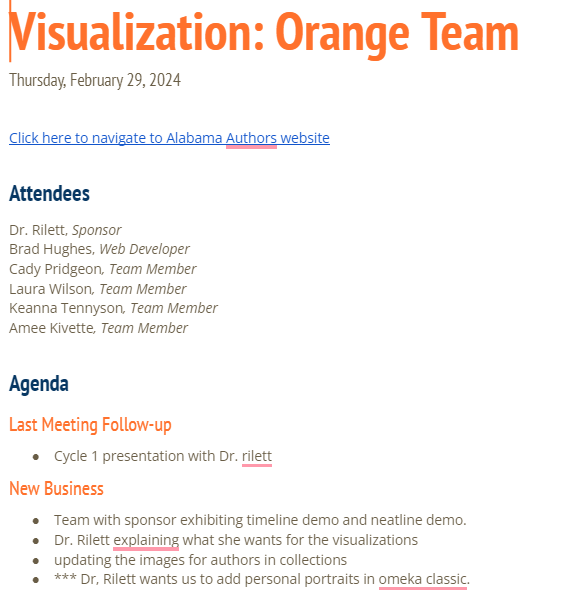 Visualization: Orange Team
Thursday, February 29, 2024
Click here to navigate to Alabama Authors website
Attendees
Dr. Rilett, Sponsor
Brad Hughes, Web Developer
Cady Pridgeon, Team Member
Laura Wilson, Team Member
Keanna Tennyson, Team Member
Amee Kivette, Team Member
Agenda
Last Meeting Follow-up
● Cycle 1 presentation with Dr. rilett
New Business
● Team with sponsor exhibiting timeline demo and neatline demo.
● Dr. Rilett explaining what she wants for the visualizations
● updating the images for authors in collections
● *** Dr, Rilett wants us to add personal portraits in omeka classic.